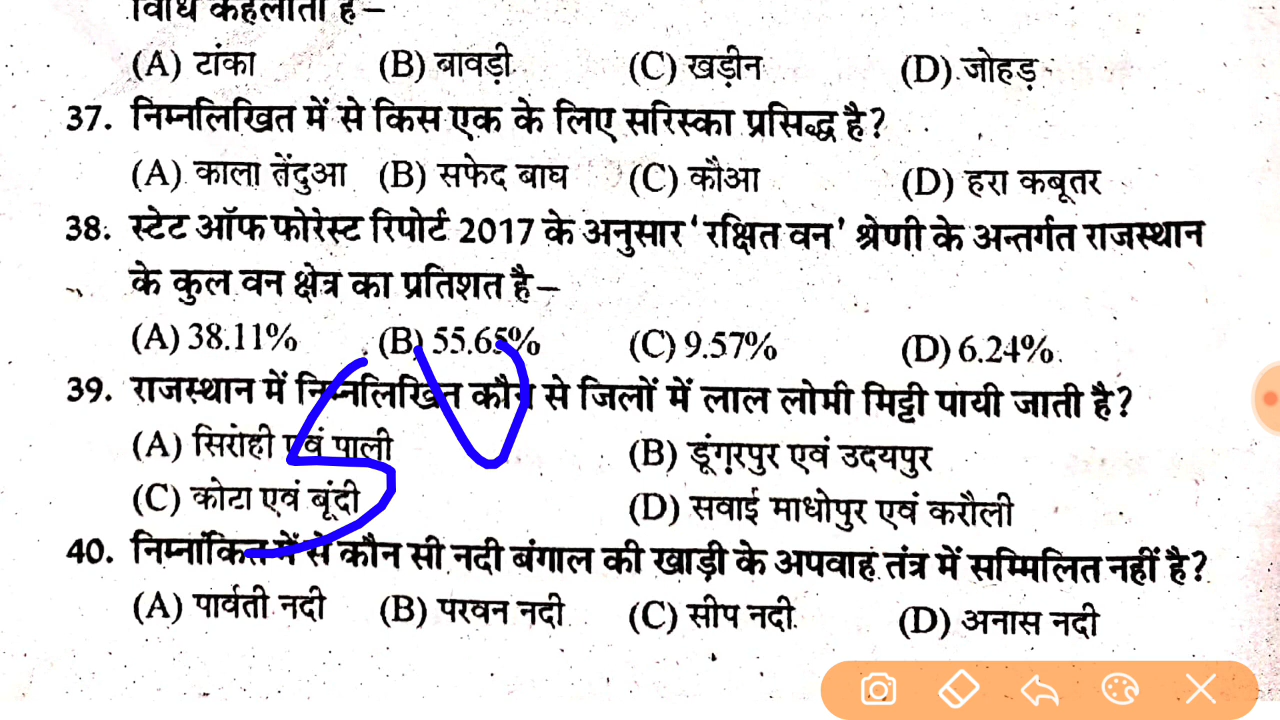 विधि कहलाती है–
(A) टांका (B) बावड़ी (C) खड़ीन (D) जोहड़
37. निम्नलिखित में से किस एक के लिए सरिस्का प्रसिद्ध है?
(A) काला तेंदुआ (B) सफेद बाघ (C) कौआ (D) हरा कबूतर
38. स्टेट ऑफ फोरेस्ट रिपोर्ट 2017 के अनुसार ‘रक्षित वन’ श्रेणी के अन्तर्गत राजस्थान
के कुल वन क्षेत्र का प्रतिशत है–
(A) 38.11% (B) 55.65% (C) 9.57% (D) 6.24%
39. राजस्थान में निम्नलिखित कौन से जिलों में लाल लोमी मिट्टी पायी जाती है?
(A) सिरोही एवं पाली (B) डूंगरपुर एवं उदयपुर
(C) कोटा एवं बूंदी (D) सवाई माधोपुर एवं करौली
40. निम्नांकित में से कौन सी नदी बंगाल की खाड़ी के अपवाह तंत्र में सम्मिलित नहीं है?
(A) पार्वती नदी (B) परवन नदी (C) सीप नदी (D) अनास नदी